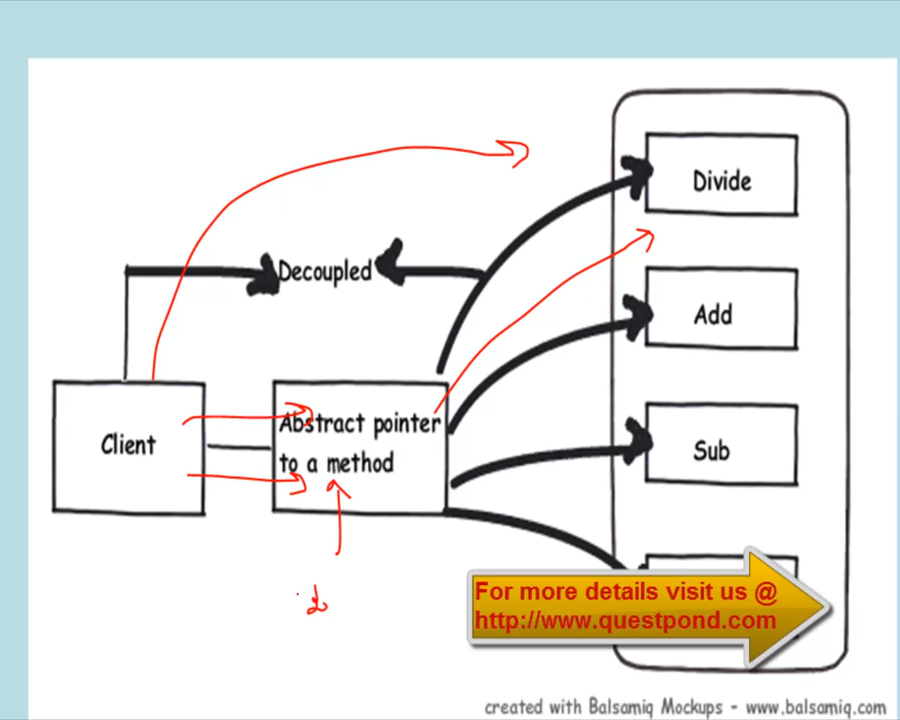 Divide
Decoupled
Add
Client
Abstract pointer
to a method
Sub
For more details visit us @
http://www.questpond.com
created with Balsamiq Mockups - www.balsamiq.com